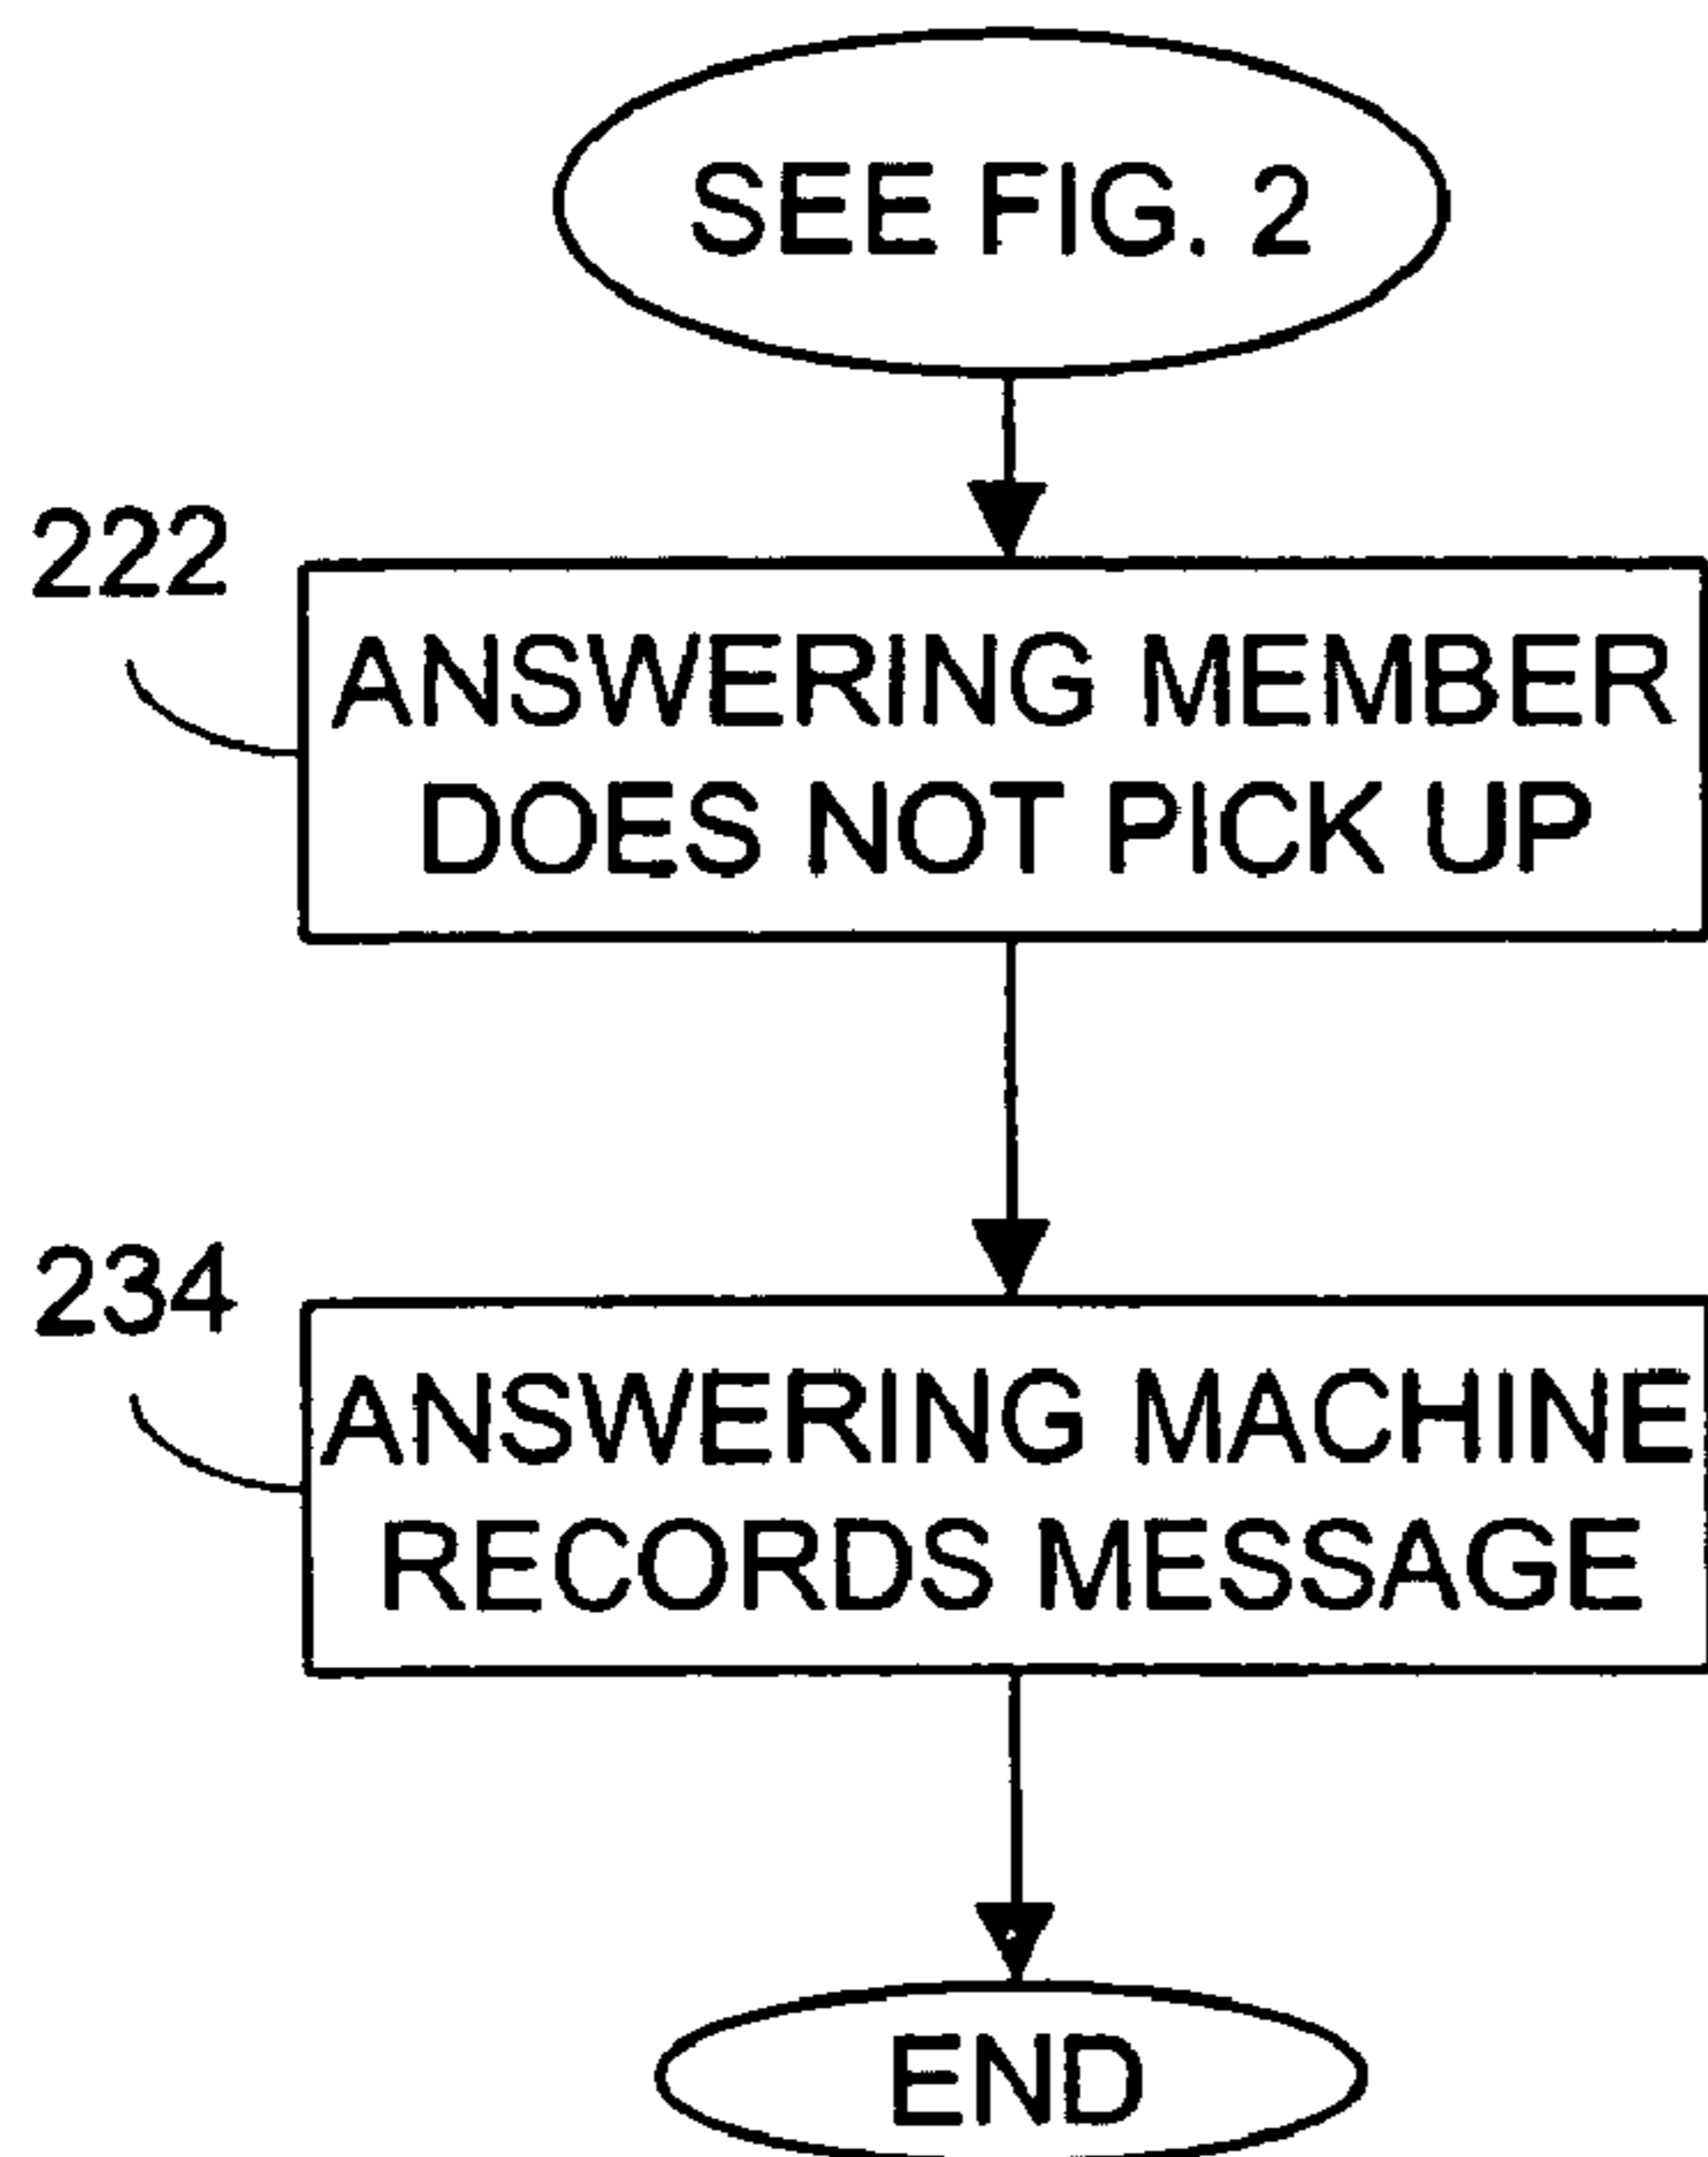 SEE FIG. 2
222
ANSWERING MEMBER
DOES NOT PICK UP
234
ANSWERING MACHINE
RECORDS MESSAGE
END